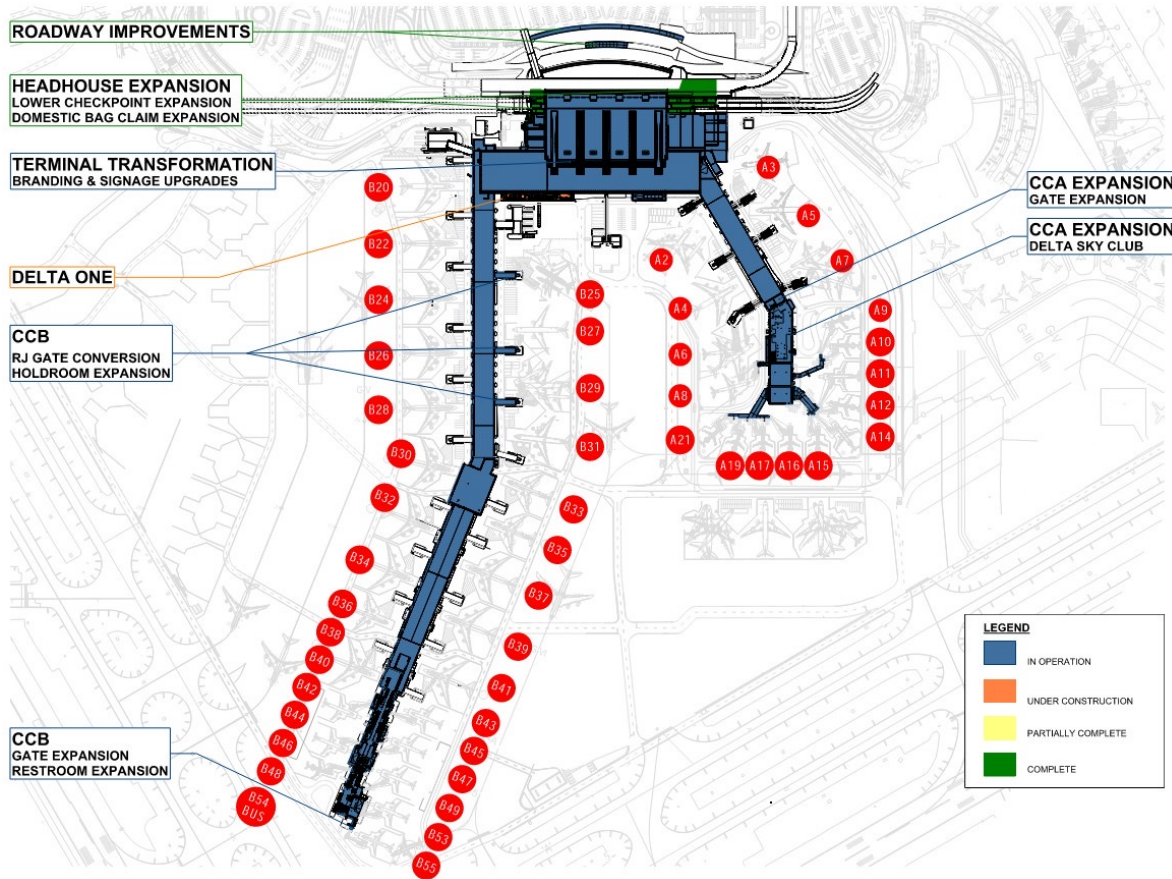 ROADWAY IMPROVEMENTS
HEADHOUSE EXPANSION
LOWER CHECKPOINT EXPANSION
DOMESTIC BAG CLAIM EXPANSION
TERMINAL TRANSFORMATION
BRANDING & SIGNAGE UPGRADES
DELTA ONE
CCB
RJ GATE CONVERSION
HOLDROOM EXPANSION
CCB
GATE EXPANSION
RESTROOM EXPANSION
CCA EXPANSION
GATE EXPANSION
CCA EXPANSION
DELTA SKY CLUB
B20
B22
B24
B26
B28
B30
B32
B34
B36
B38
B40
B42
B44
B46
B48
B54
BUS
B25
B27
B29
B31
B33
B35
B37
B39
B41
B43
B45
B47
B49
B53
B55
A2
A4
A6
A8
A21
A19
A17
A16
A15
A3
A5
A7
A9
A10
A11
A12
A14
LEGEND
IN OPERATION
UNDER CONSTRUCTION
PARTIALLY COMPLETE
COMPLETE